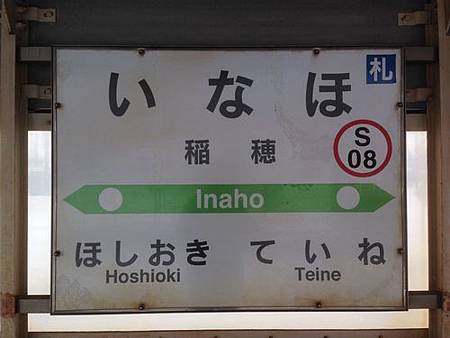 いなほ
札
稲穂
S
08
Inaho
ほしおき ていね
Hoshioki Teine